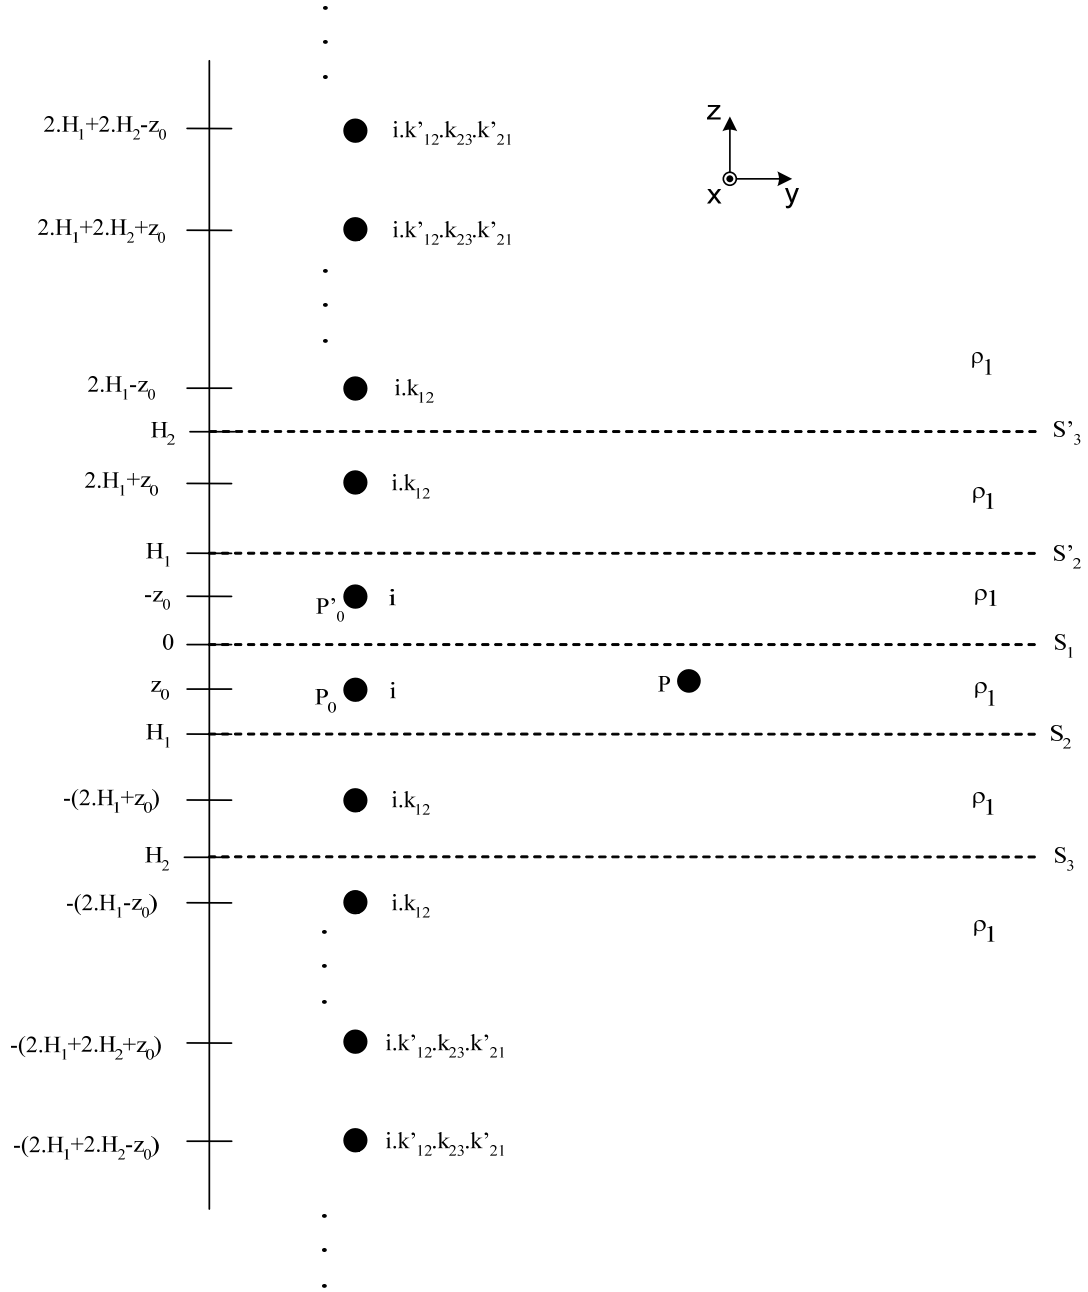 2.H₁+2.H₂-z₀ i.k'₁₂.k₂₃.k'₂₁
z
x y
2.H₁+2.H₂+z₀ i.k'₁₂.k₂₃.k'₂₁
ρ₁
2.H₁-z₀ i.k₁₂
H₂ S'₃
2.H₁+z₀ i.k₁₂ ρ₁
H₁ S'₂
-z₀ P'₀ i ρ₁
0 S₁
z₀ P₀ i P ρ₁
H₁ S₂
-(2.H₁+z₀) i.k₁₂ ρ₁
H₂ S₃
-(2.H₁-z₀) i.k₁₂
ρ₁
-(2.H₁+2.H₂+z₀) i.k'₁₂.k₂₃.k'₂₁
-(2.H₁+2.H₂-z₀) i.k'₁₂.k₂₃.k'₂₁